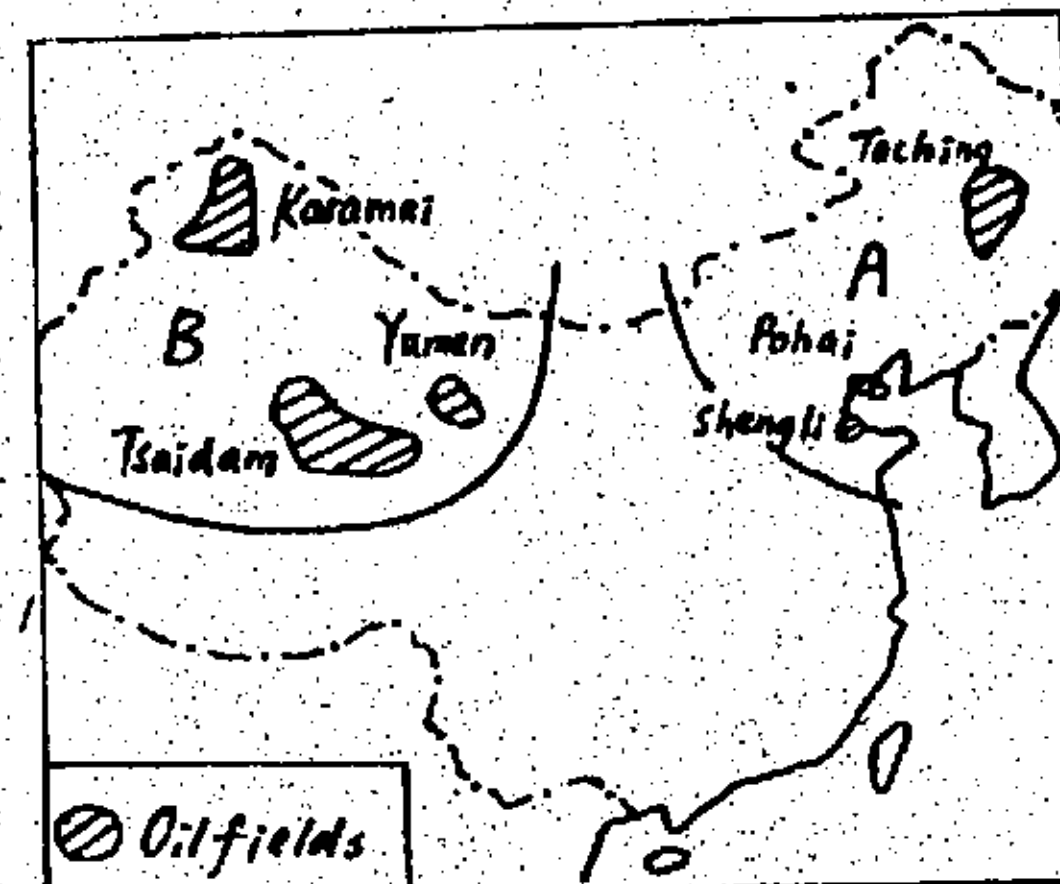 Taching
Karamai
A
B
Yumen
Pohai
Shengli
Tsaidam
Oilfields